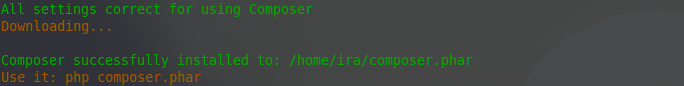 All settings correct for using Composer
Downloading...
Composer successfully installed to: /home/ira/composer.phar
Use it: php composer.phar